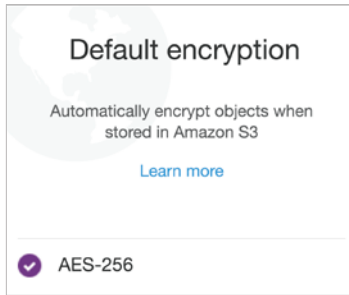 Default encryption
Automatically encrypt objects when
stored in Amazon S3
Learn more
AES-256